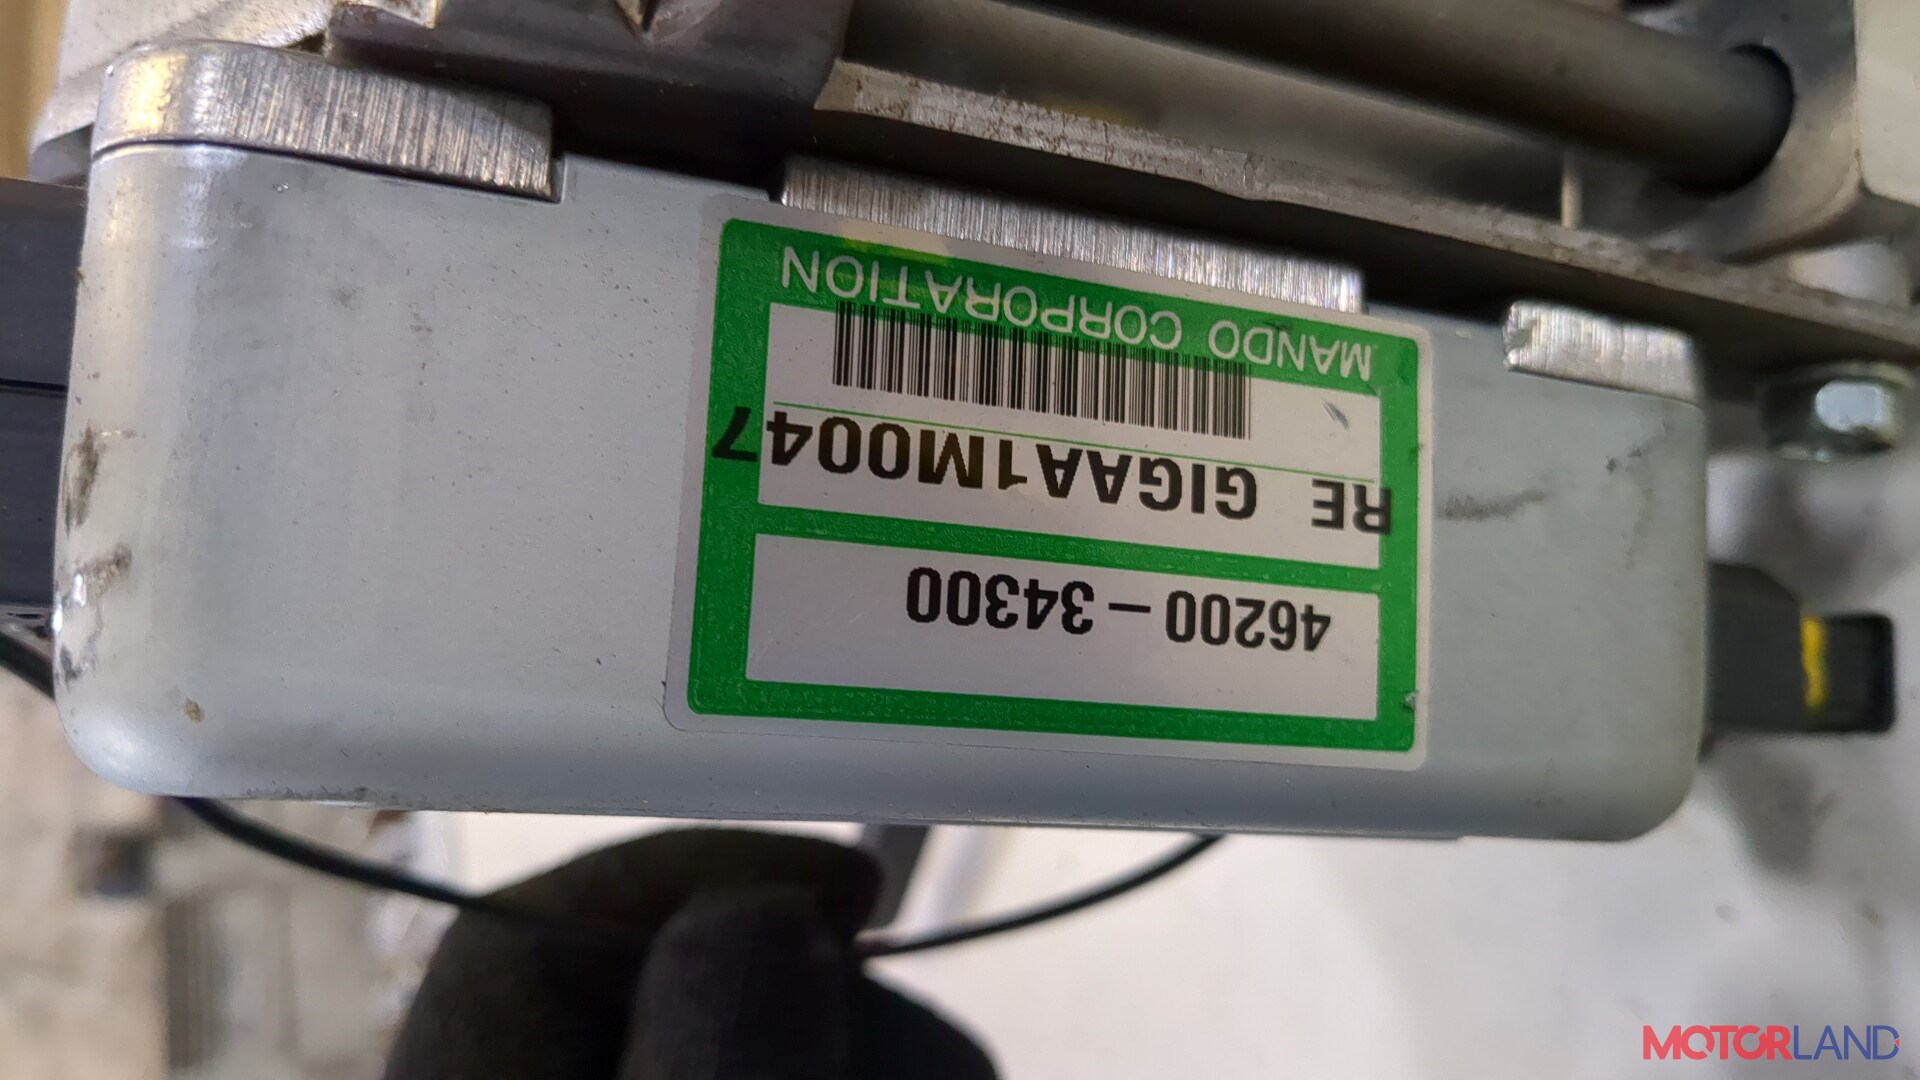 MANDO CORPORATION
RE GIGAA1M0047
46200-34300
MOTORLAND